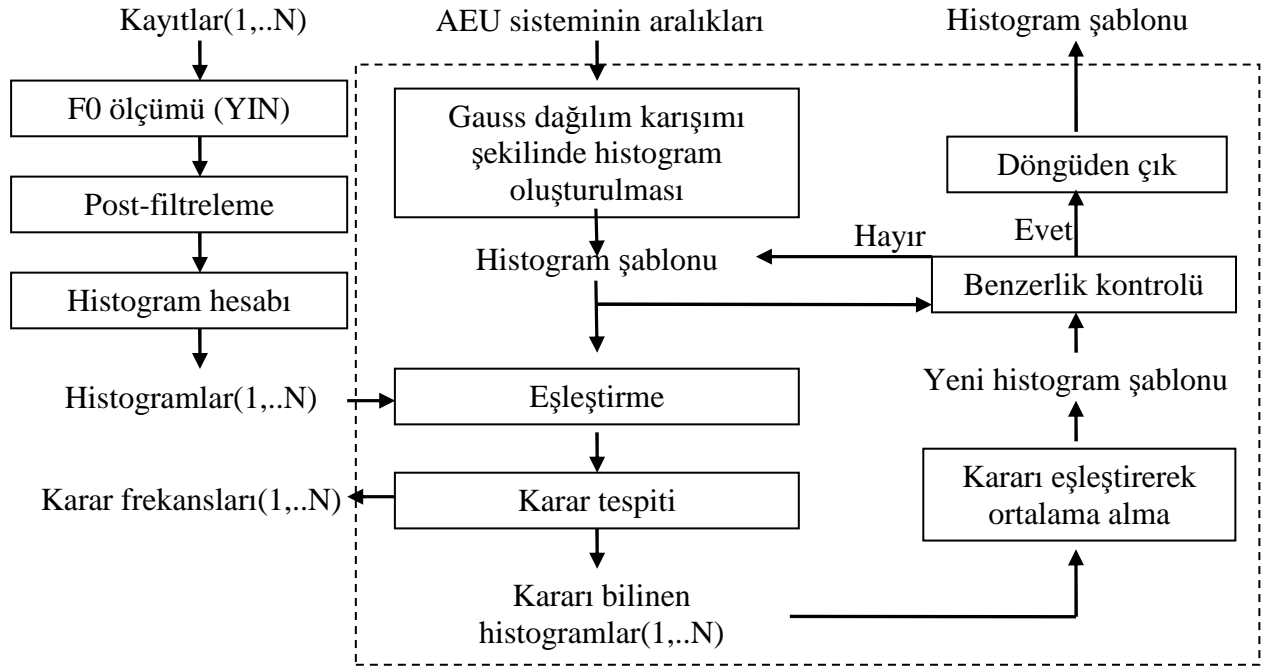 Kayıtlar(1,..N)
F0 ölçümü (YIN)
Post-filtreleme
Histogram hesabı
Histogramlar(1,..N)
Karar frekansları(1,..N)
AEU sisteminin aralıkları
Gauss dağılım karışımı
şekilinde histogram
oluşturulması
Histogram şablonu
Eşleştirme
Karar tespiti
Kararı bilinen
histogramlar(1,..N)
Histogram şablonu
Döngüden çık
Hayır
Evet
Benzerlik kontrolü
Yeni histogram şablonu
Kararı eşleştirerek
ortalama alma